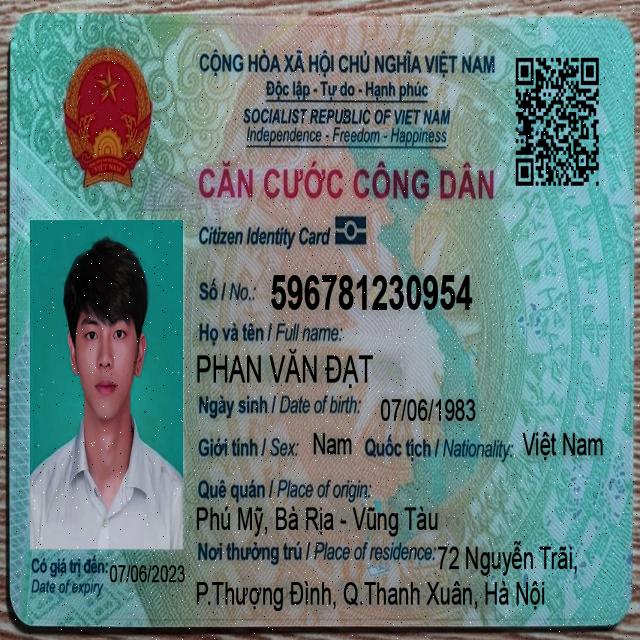 CỘNG HÒA XÃ HỘI CHỦ NGHĨA VIỆT NAM
Độc lập - Tự do - Hạnh phúc
SOCIALIST REPUBLIC OF VIET NAM
Independence - Freedom - Happiness
CĂN CƯỚC CÔNG DÂN
Citizen Identity Card
Số / No.: 596781230954
Họ và tên / Full name:
PHAN VĂN ĐẠT
Ngày sinh / Date of birth: 07/06/1983
Giới tính / Sex: Nam Quốc tịch / Nationality: Việt Nam
Quê quán / Place of origin:
Phú Mỹ, Bà Rịa - Vũng Tàu
Nơi thường trú / Place of residence: 72 Nguyễn Trãi,
P.Thượng Đình, Q.Thanh Xuân, Hà Nội
Có giá trị đến: 07/06/2023
Date of expiry